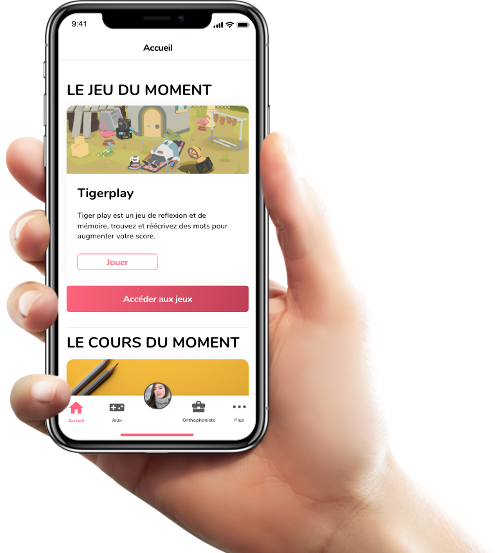 9:41
Accueil
LE JEU DU MOMENT
Tigerplay
Tiger play est un jeu de reflexion et de
mémoire, trouvez et réécrivez des mots pour
augmenter votre score.
Jouer
Accéder aux jeux
LE COURS DU MOMENT
Accueil
Jeux
Orthophonists
Plus